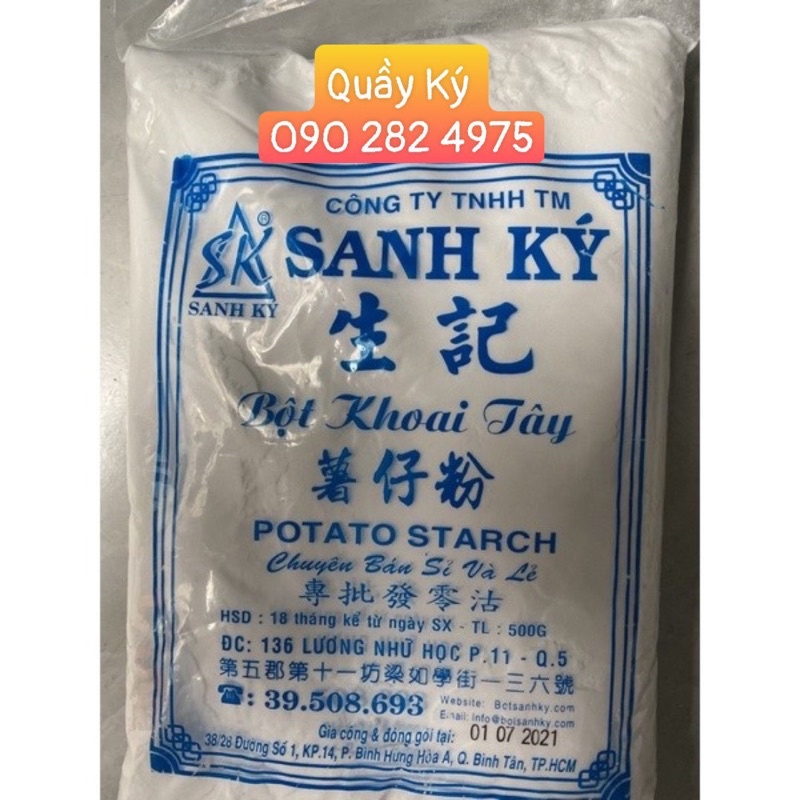 Quầy Ký
090 282 4975
CÔNG TY TNHH TM
SK®
SANH KÝ
SANH KÝ
生記
Bột Khoai Tây
薯仔粉
POTATO STARCH
Chuyên Bán Sỉ Và Lẻ
專批發零沽
HSD : 18 tháng kể từ ngày SX - TL : 500G
ĐC: 136 LƯƠNG NHỮ HỌC P.11 - Q.5
第五郡第十一坊梁如學街一三六號
☎: 39.508.693
Website: Botsanhky.com
E.mail: Info@botsanhky.com
Gia công & đóng gói tại:
01 07 2021
38/28 Đường Số 1, KP.14, P. Bình Hưng Hòa A, Q. Bình Tân, TP.HCM